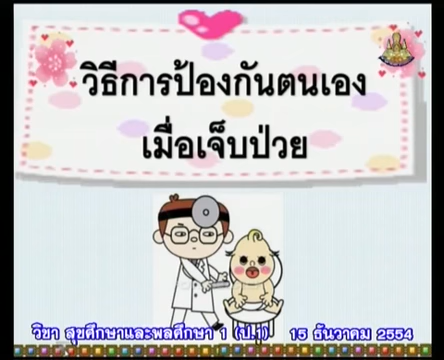 วิธีการป้องกันตนเอง
เมื่อเจ็บป่วย
วิชา สุขศึกษาและพลศึกษา 1 (ป.1) 15 ธันวาคม 2554